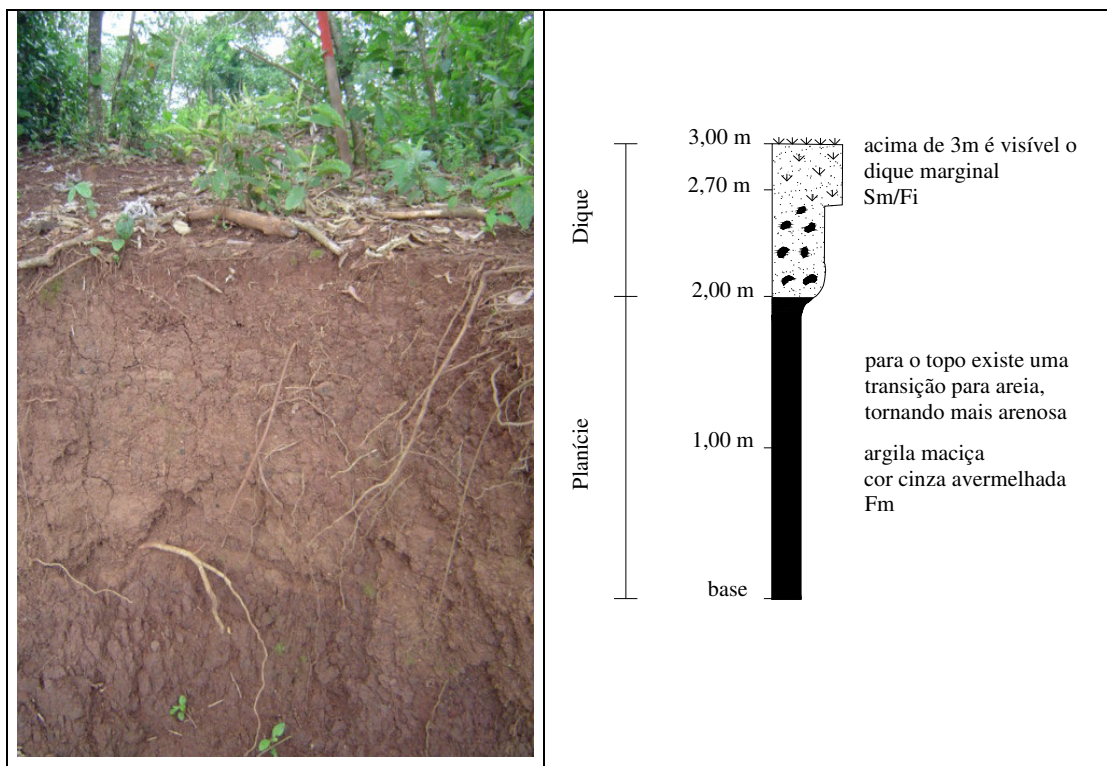 3,00 m
acima de 3m é visível o
dique marginal
Sm/Fi
2,70 m
Dique
2,00 m
para o topo existe uma
transição para areia,
tornando mais arenosa
1,00 m
argila maciça
cor cinza avermelhada
Fm
Planície
base